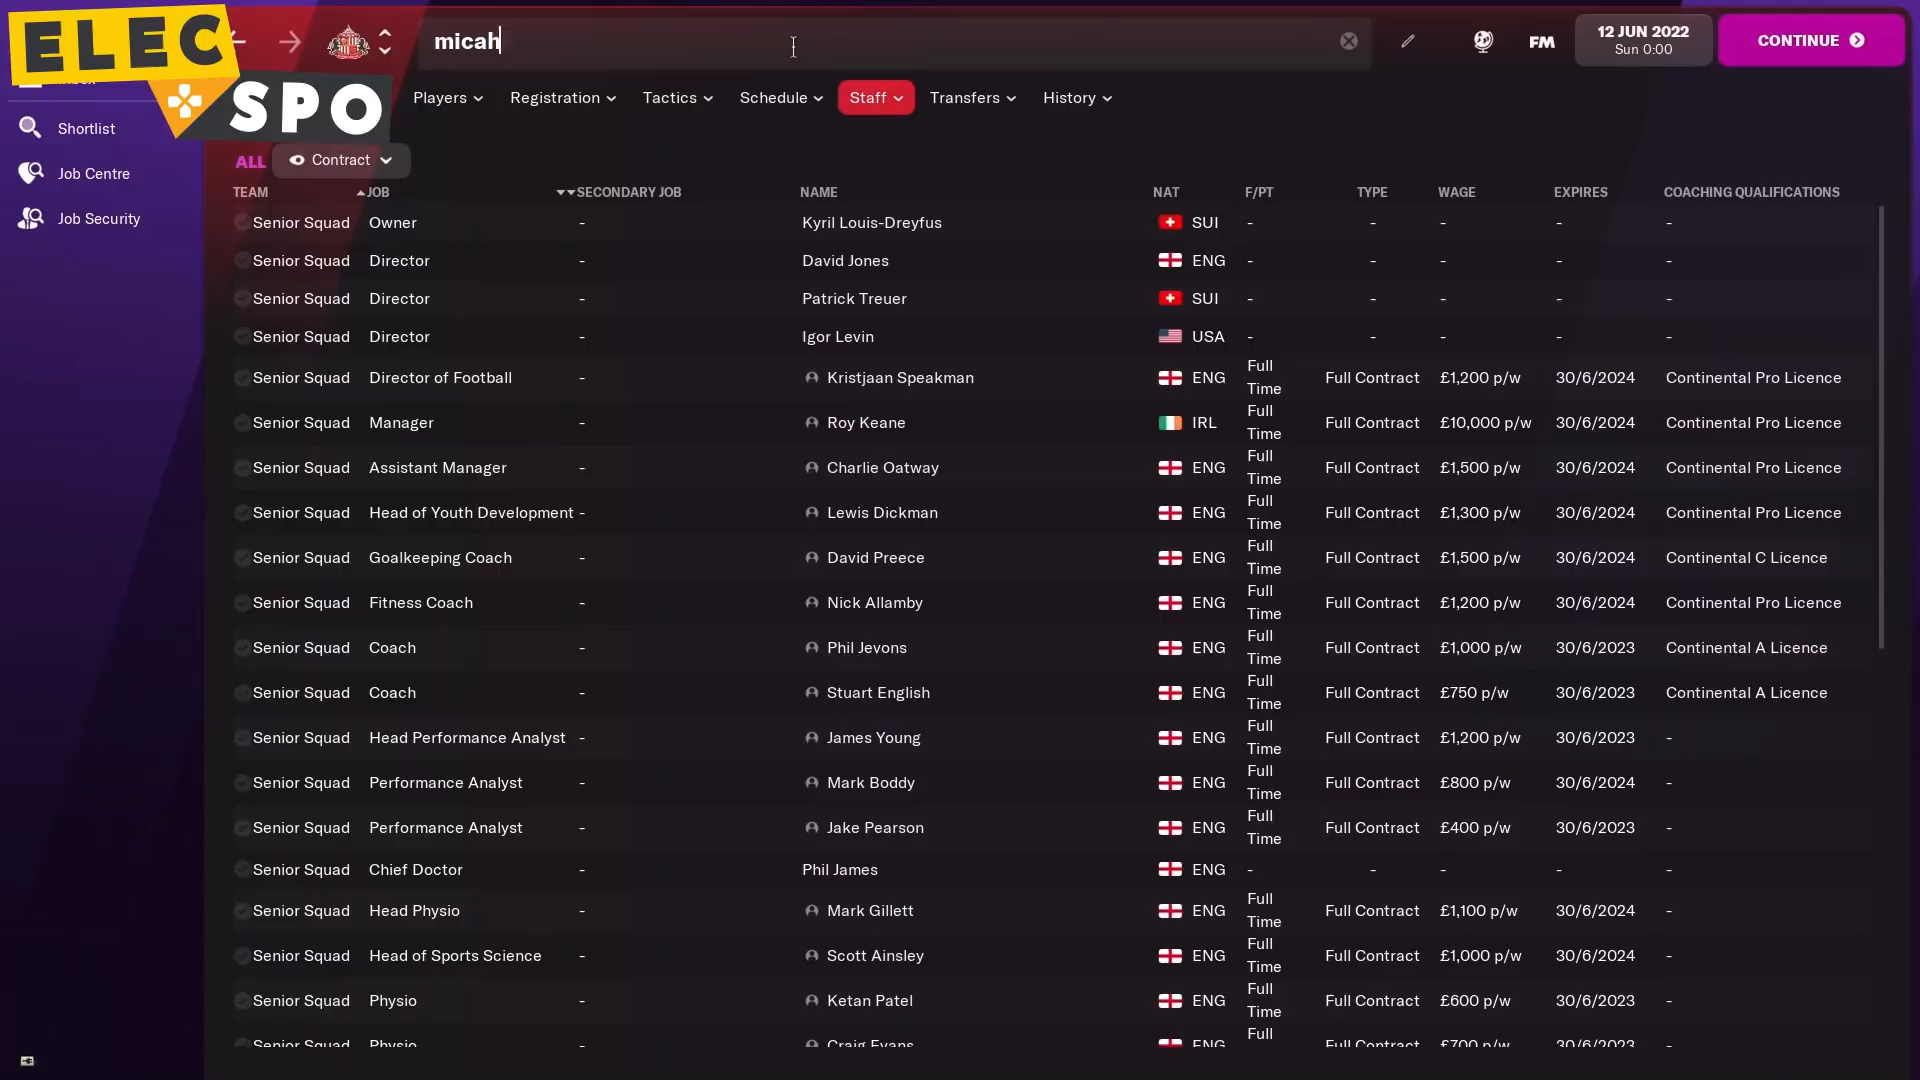 ELEC
SPO
micah
FM
12 JUN 2022
Sun 0:00
CONTINUE
Players
Registration
Tactics
Schedule
Staff
Transfers
History
Shortlist
Job Centre
Job Security
ALL Contract
TEAM JOB SECONDARY JOB NAME NAT F/PT TYPE WAGE EXPIRES COACHING QUALIFICATIONS
Senior Squad Owner - Kyril Louis-Dreyfus SUI - - - - -
Senior Squad Director - David Jones ENG - - - - -
Senior Squad Director - Patrick Treuer SUI - - - - -
Senior Squad Director - Igor Levin USA - - - - -
Senior Squad Director of Football - Kristjaan Speakman ENG Full Time Full Contract £1,200 p/w 30/6/2024 Continental Pro Licence
Senior Squad Manager - Roy Keane IRL Full Time Full Contract £10,000 p/w 30/6/2024 Continental Pro Licence
Senior Squad Assistant Manager - Charlie Oatway ENG Full Time Full Contract £1,500 p/w 30/6/2024 Continental Pro Licence
Senior Squad Head of Youth Development - Lewis Dickman ENG Full Time Full Contract £1,300 p/w 30/6/2024 Continental Pro Licence
Senior Squad Goalkeeping Coach - David Preece ENG Full Time Full Contract £1,500 p/w 30/6/2024 Continental C Licence
Senior Squad Fitness Coach - Nick Allamby ENG Full Time Full Contract £1,200 p/w 30/6/2024 Continental Pro Licence
Senior Squad Coach - Phil Jevons ENG Full Time Full Contract £1,000 p/w 30/6/2023 Continental A Licence
Senior Squad Coach - Stuart English ENG Full Time Full Contract £750 p/w 30/6/2023 Continental A Licence
Senior Squad Head Performance Analyst - James Young ENG Full Time Full Contract £1,200 p/w 30/6/2023 -
Senior Squad Performance Analyst - Mark Boddy ENG Full Time Full Contract £800 p/w 30/6/2024 -
Senior Squad Performance Analyst - Jake Pearson ENG Full Time Full Contract £400 p/w 30/6/2023 -
Senior Squad Chief Doctor - Phil James ENG - - - - -
Senior Squad Head Physio - Mark Gillett ENG Full Time Full Contract £1,100 p/w 30/6/2024 -
Senior Squad Head of Sports Science - Scott Ainsley ENG Full Time Full Contract £1,000 p/w 30/6/2024 -
Senior Squad Physio - Ketan Patel ENG Full Time Full Contract £600 p/w 30/6/2023 -
Senior Squad Physio - Craig Evans ENG Full Full Contract £700 p/w 30/6/2023 -